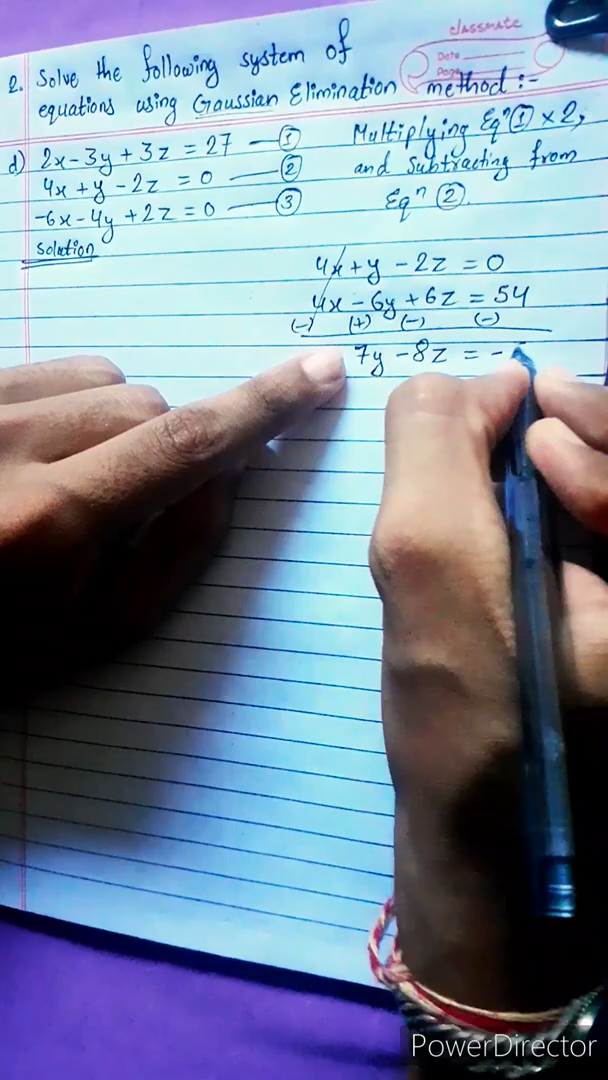 classmate
Date
Page
2. Solve the following system of
equations using Gaussian Elimination method :-
d) 2x - 3y + 3z = 27 — ①
4x + y - 2z = 0 — ②
-6x - 4y + 2z = 0 — ③
Solution
Multiplying Eqⁿ ① × 2,
and Subtracting from
Eqⁿ ②.
4x + y - 2z = 0
4x - 6y + 6z = 54
(-) (+) (-) (-)
7y - 8z = -
PowerDirector